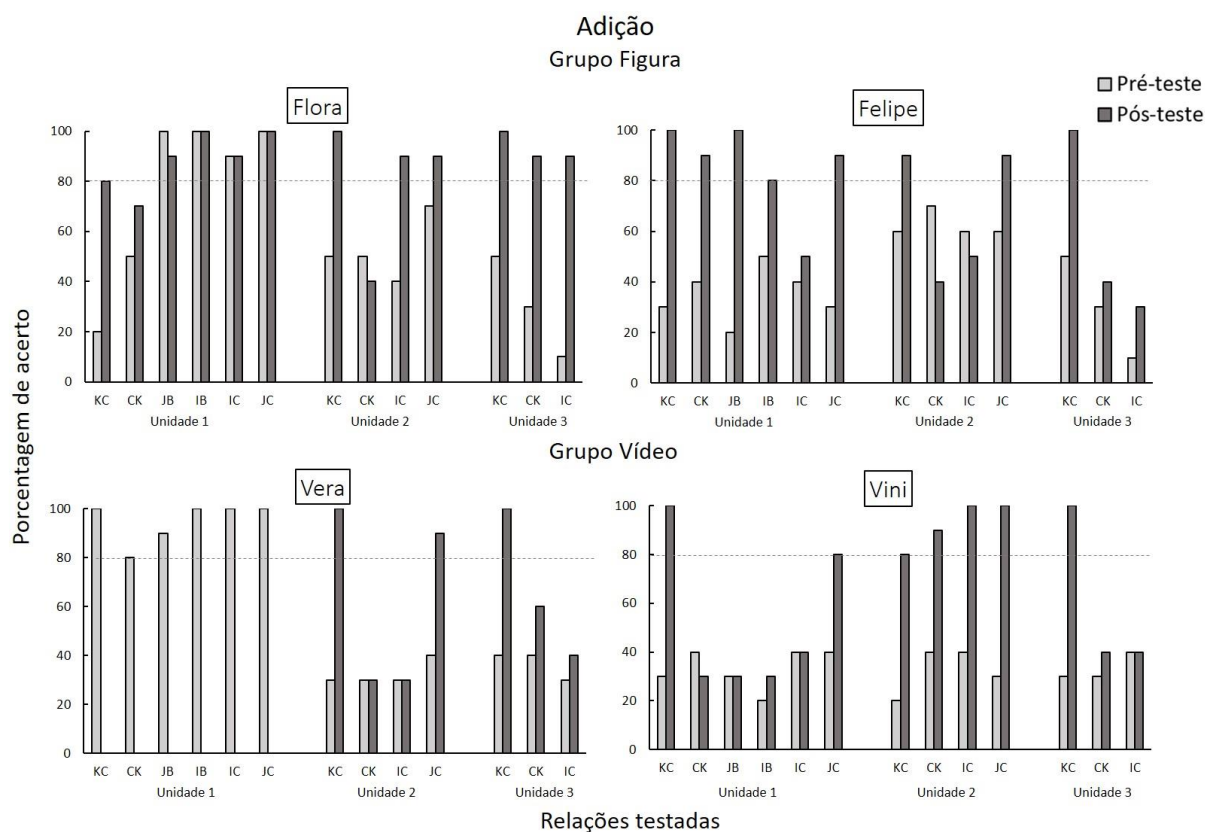 Adição
Grupo Figura
Pré-teste
Pós-teste
Porcentagem de acerto
Flora
100
80
60
40
20
0
KC CK JB IB IC JC KC CK IC JC KC CK IC
Unidade 1 Unidade 2 Unidade 3
Felipe
100
80
60
40
20
0
KC CK JB IB IC JC KC CK IC JC KC CK IC
Unidade 1 Unidade 2 Unidade 3
Grupo Vídeo
Vera
100
80
60
40
20
0
KC CK JB IB IC JC KC CK IC JC KC CK IC
Unidade 1 Unidade 2 Unidade 3
Vini
100
80
60
40
20
0
KC CK JB IB IC JC KC CK IC JC KC CK IC
Unidade 1 Unidade 2 Unidade 3
Relações testadas